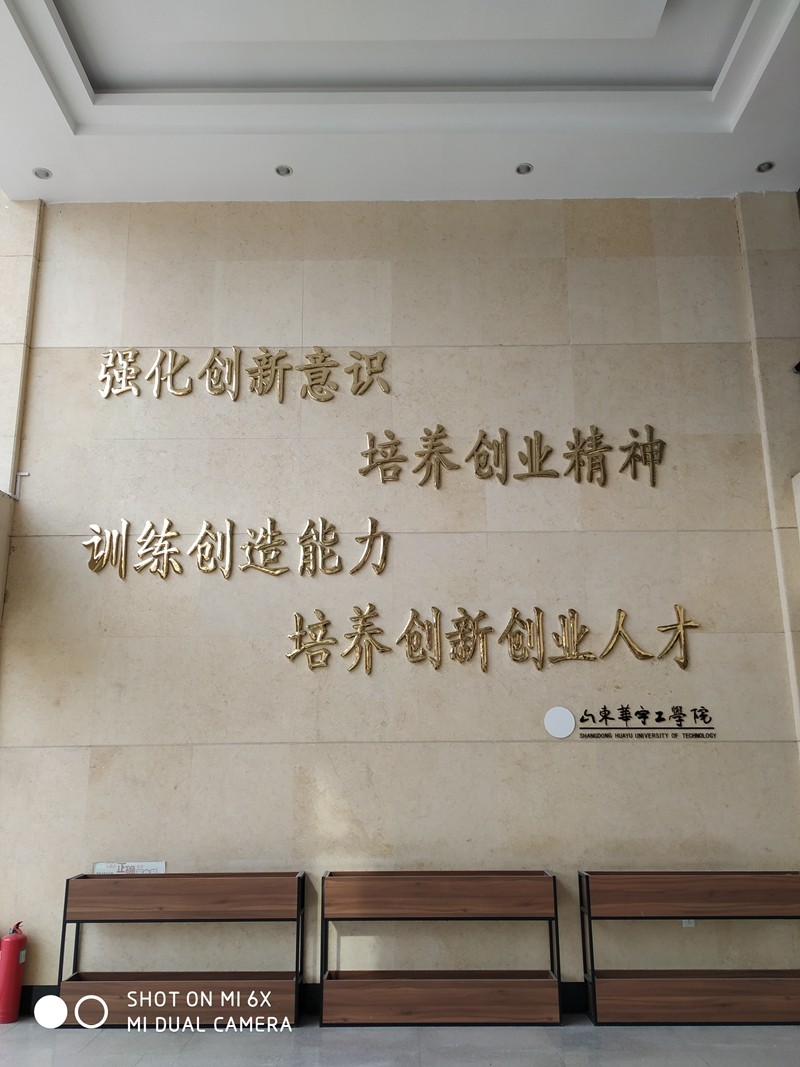 强化创新意识
培养创业精神
训练创造能力
培养创新创业人才
山東華宇工學院
SHANGDONG HUAYU UNIVERSITY OF TECHNOLOGY
SHOT ON MI 6X
MI DUAL CAMERA